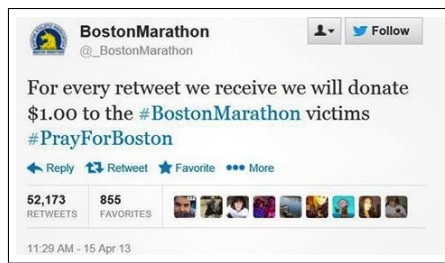 BostonMarathon
@_BostonMarathon
Follow
For every retweet we receive we will donate
$1.00 to the #BostonMarathon victims
#PrayForBoston
Reply Retweet Favorite More
52,173 855
RETWEETS FAVORITES
11:29 AM - 15 Apr 13